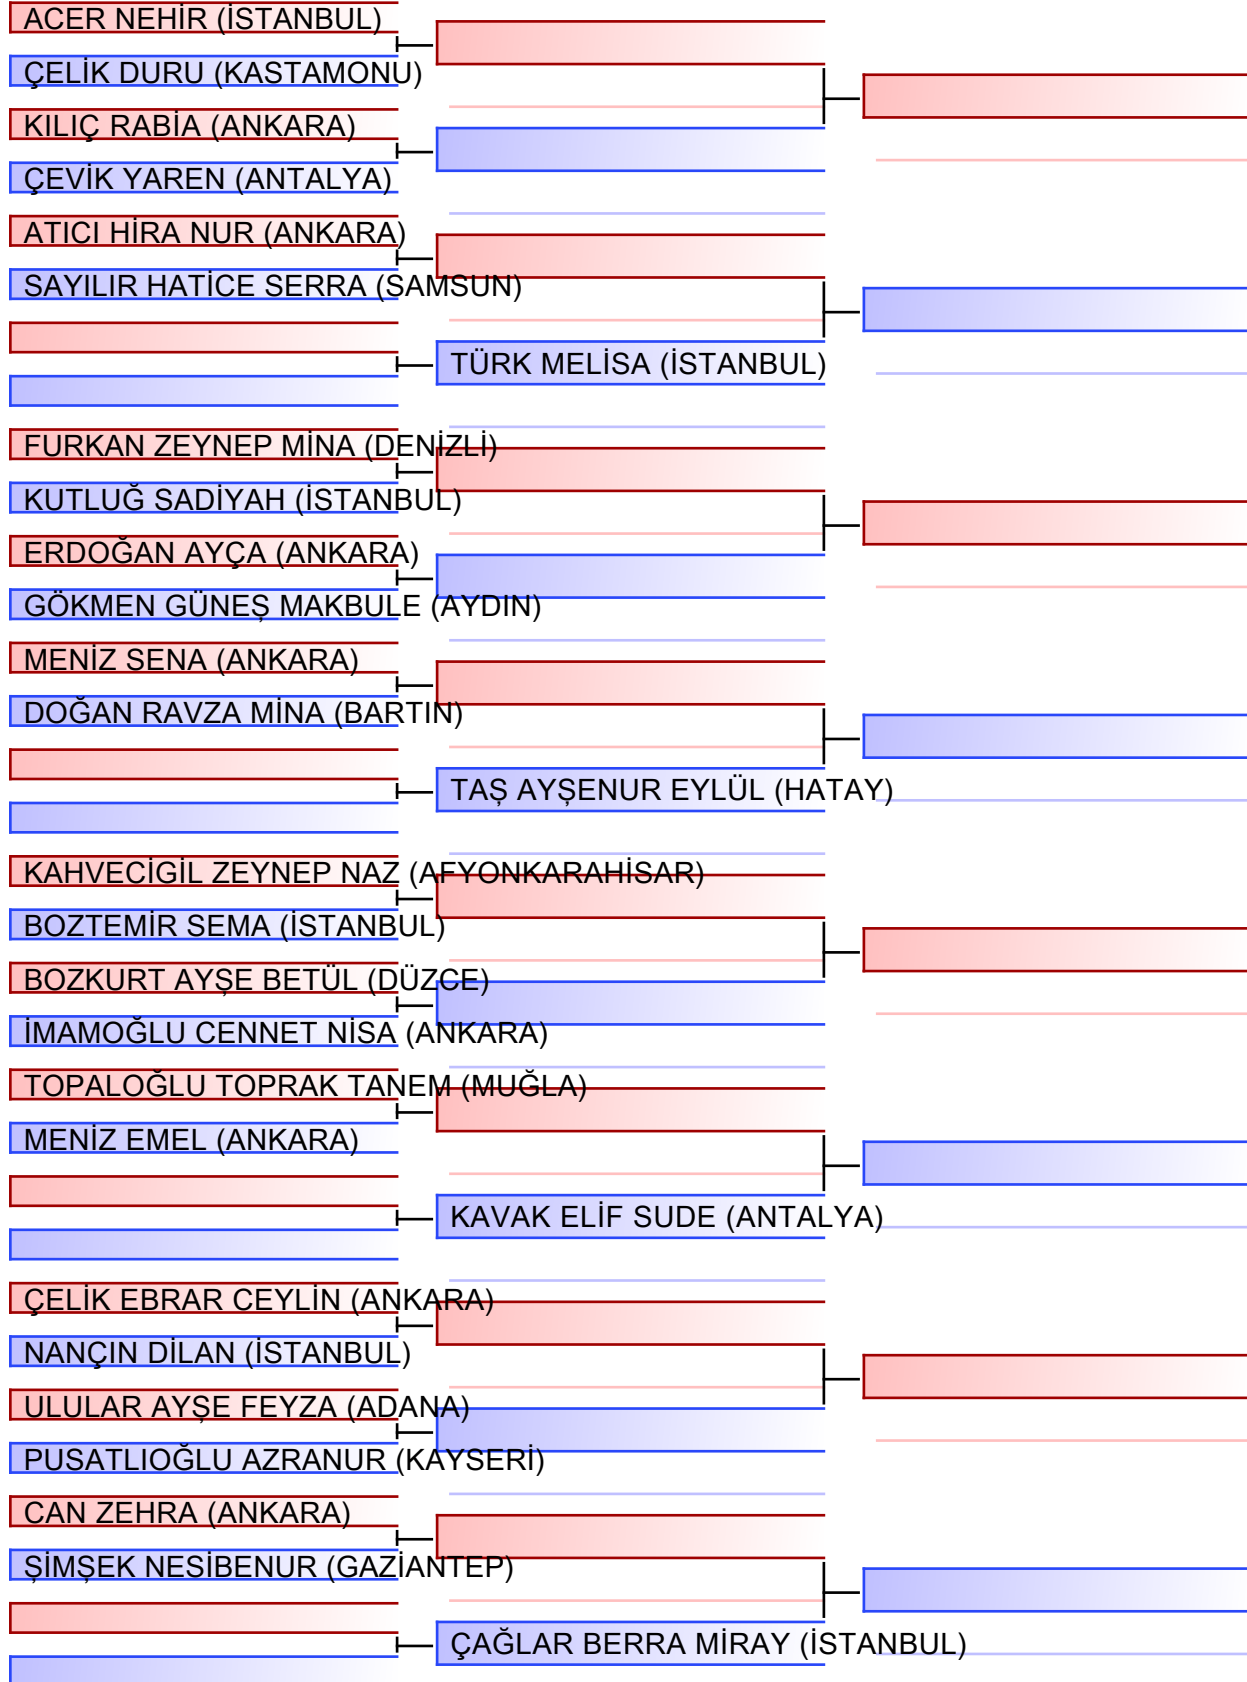 ACER NEHİR (İSTANBUL)
ÇELİK DURU (KASTAMONU)
KILIÇ RABİA (ANKARA)
ÇEVİK YAREN (ANTALYA)
ATICI HİRA NUR (ANKARA)
SAYILIR HATİCE SERRA (SAMSUN)
TÜRK MELİSA (İSTANBUL)
FURKAN ZEYNEP MİNA (DENİZLİ)
KUTLUĞ SADİYAH (İSTANBUL)
ERDOĞAN AYÇA (ANKARA)
GÖKMEN GÜNEŞ MAKBULE (AYDIN)
MENİZ SENA (ANKARA)
DOĞAN RAVZA MİNA (BARTIN)
TAŞ AYŞENUR EYLÜL (HATAY)
KAHVECİGİL ZEYNEP NAZ (AFYONKARAHİSAR)
BOZTEMİR SEMA (İSTANBUL)
BOZKURT AYŞE BETÜL (DÜZCE)
İMAMOĞLU CENNET NİSA (ANKARA)
TOPALOĞLU TOPRAK TANEM (MUĞLA)
MENİZ EMEL (ANKARA)
KAVAK ELİF SUDE (ANTALYA)
ÇELİK EBRAR CEYLİN (ANKARA)
NANÇIN DİLAN (İSTANBUL)
ULULAR AYŞE FEYZA (ADANA)
PUSATLIOĞLU AZRANUR (KAYSERİ)
CAN ZEHRA (ANKARA)
ŞİMŞEK NESİBENUR (GAZİANTEP)
ÇAĞLAR BERRA MİRAY (İSTANBUL)